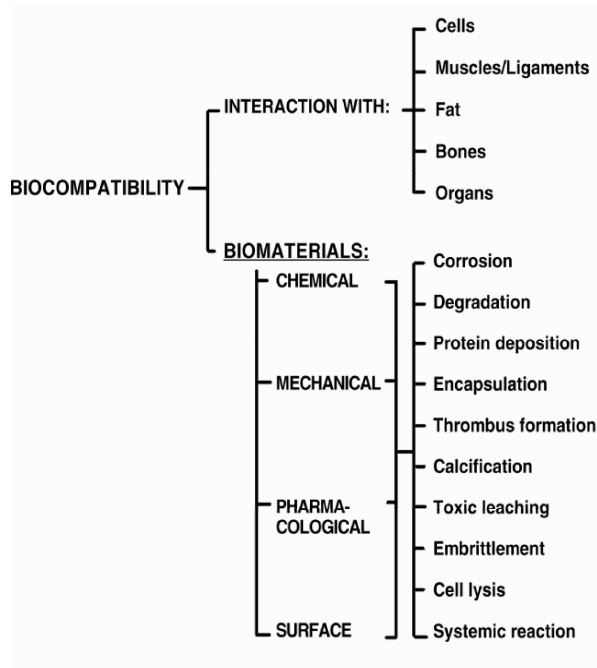 BIOCOMPATIBILITY
INTERACTION WITH:
Cells
Muscles/Ligaments
Fat
Bones
Organs
BIOMATERIALS:
CHEMICAL
MECHANICAL
PHARMA-
COLOGICAL
SURFACE
Corrosion
Degradation
Protein deposition
Encapsulation
Thrombus formation
Calcification
Toxic leaching
Embrittlement
Cell lysis
Systemic reaction